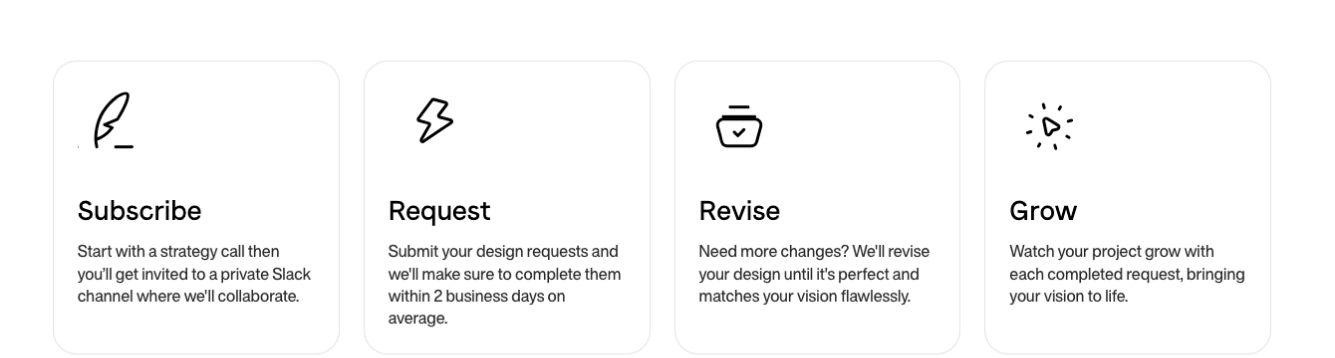 Subscribe
Start with a strategy call then
you'll get invited to a private Slack
channel where we'll collaborate.
Request
Submit your design requests and
we'll make sure to complete them
within 2 business days on
average.
Revise
Need more changes? We'll revise
your design until it's perfect and
matches your vision flawlessly.
Grow
Watch your project grow with
each completed request, bringing
your vision to life.